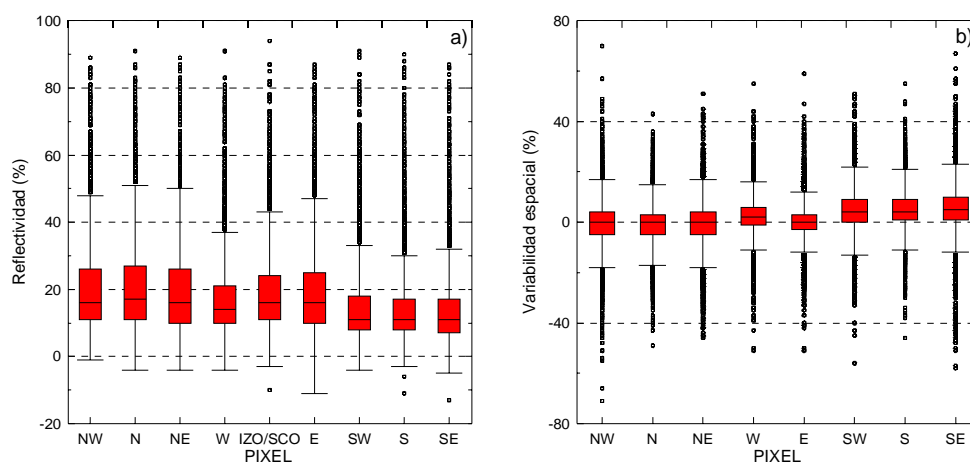 a)
Reflectividad (%)
100
80
60
40
20
0
-20
NW N NE W IZO/SCO E SW S SE
PIXEL
b)
Variabilidad espacial (%)
80
40
0
-40
-80
NW N NE W E SW S SE
PIXEL